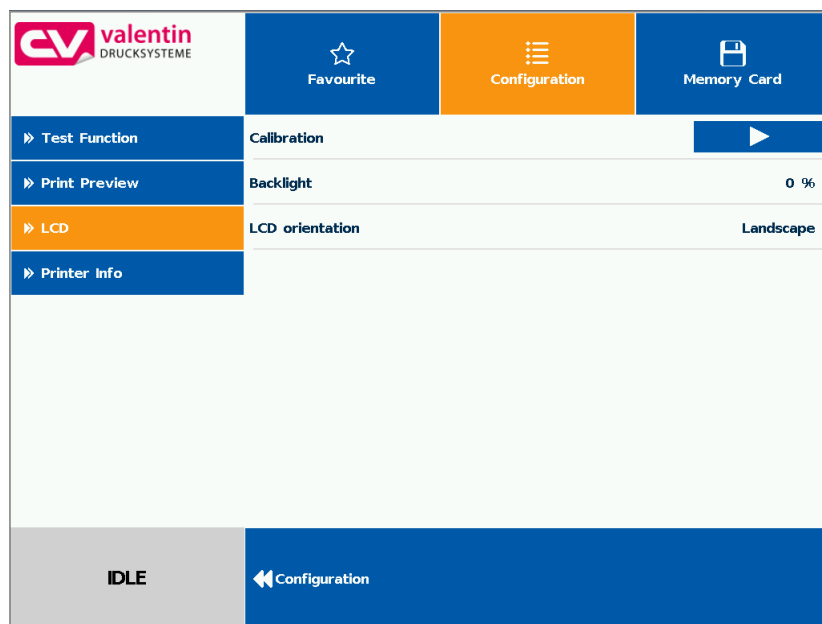 CV valentin
DRUCKSYSTEME
Favourite
Configuration
Memory Card
Test Function
Calibration
Print Preview
Backlight
0 %
LCD
LCD orientation
Landscape
Printer Info
IDLE
Configuration